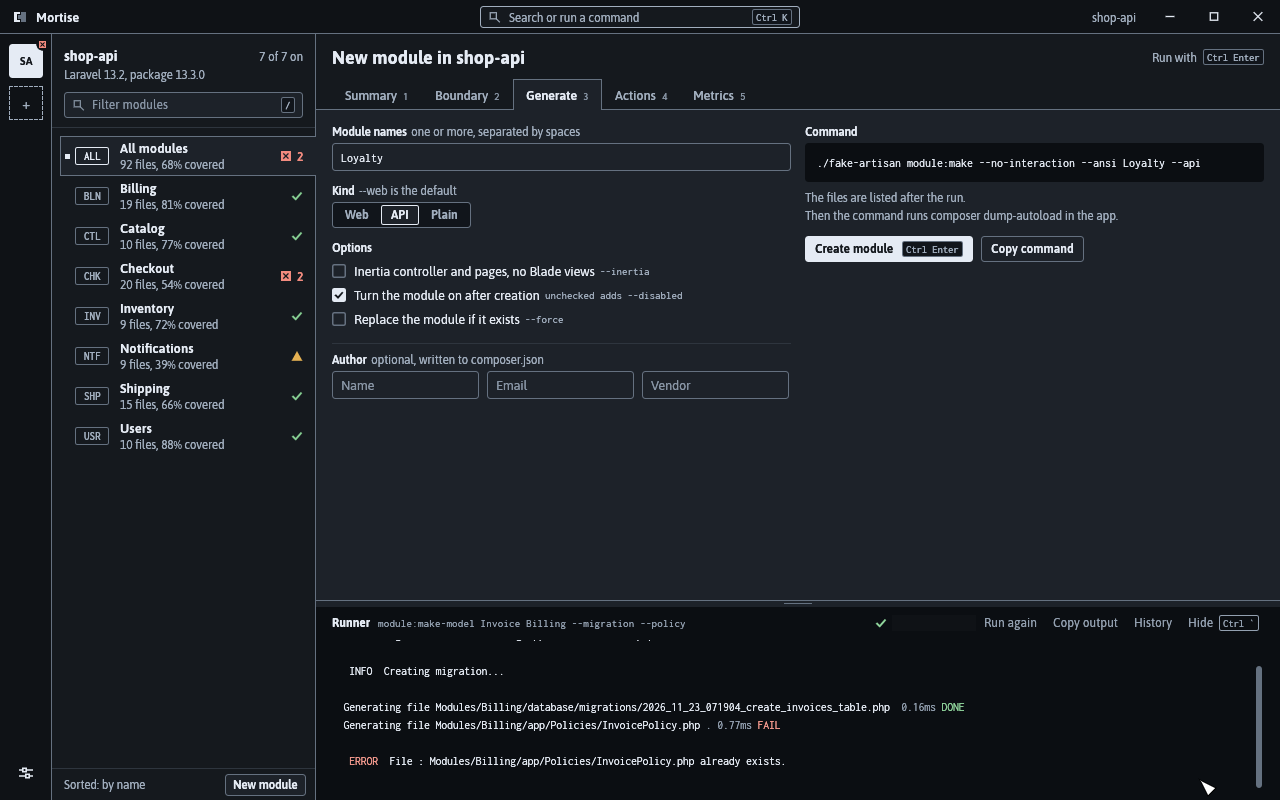 Mortise
Search or run a command Ctrl K
shop-api
SA
+
shop-api 7 of 7 on
Laravel 13.2, package 13.3.0
Filter modules /
ALL All modules 2
92 files, 68% covered
BLN Billing
19 files, 81% covered
CTL Catalog
10 files, 77% covered
CHK Checkout 2
20 files, 54% covered
INV Inventory
9 files, 72% covered
NTF Notifications
9 files, 39% covered
SHP Shipping
15 files, 66% covered
USR Users
10 files, 88% covered
Sorted: by name New module
New module in shop-api Run with Ctrl Enter
Summary 1 Boundary 2 Generate 3 Actions 4 Metrics 5
Module names one or more, separated by spaces
Loyalty
Kind --web is the default
Web API Plain
Options
Inertia controller and pages, no Blade views --inertia
Turn the module on after creation unchecked adds --disabled
Replace the module if it exists --force
Author optional, written to composer.json
Name Email Vendor
Command
./fake-artisan module:make --no-interaction --ansi Loyalty --api
The files are listed after the run.
Then the command runs composer dump-autoload in the app.
Create module Ctrl Enter Copy command
Runner module:make-model Invoice Billing --migration --policy Run again Copy output History Hide Ctrl `
INFO Creating migration...
Generating file Modules/Billing/database/migrations/2026_11_23_071904_create_invoices_table.php 0.16ms DONE
Generating file Modules/Billing/app/Policies/InvoicePolicy.php . 0.77ms FAIL
ERROR File : Modules/Billing/app/Policies/InvoicePolicy.php already exists.